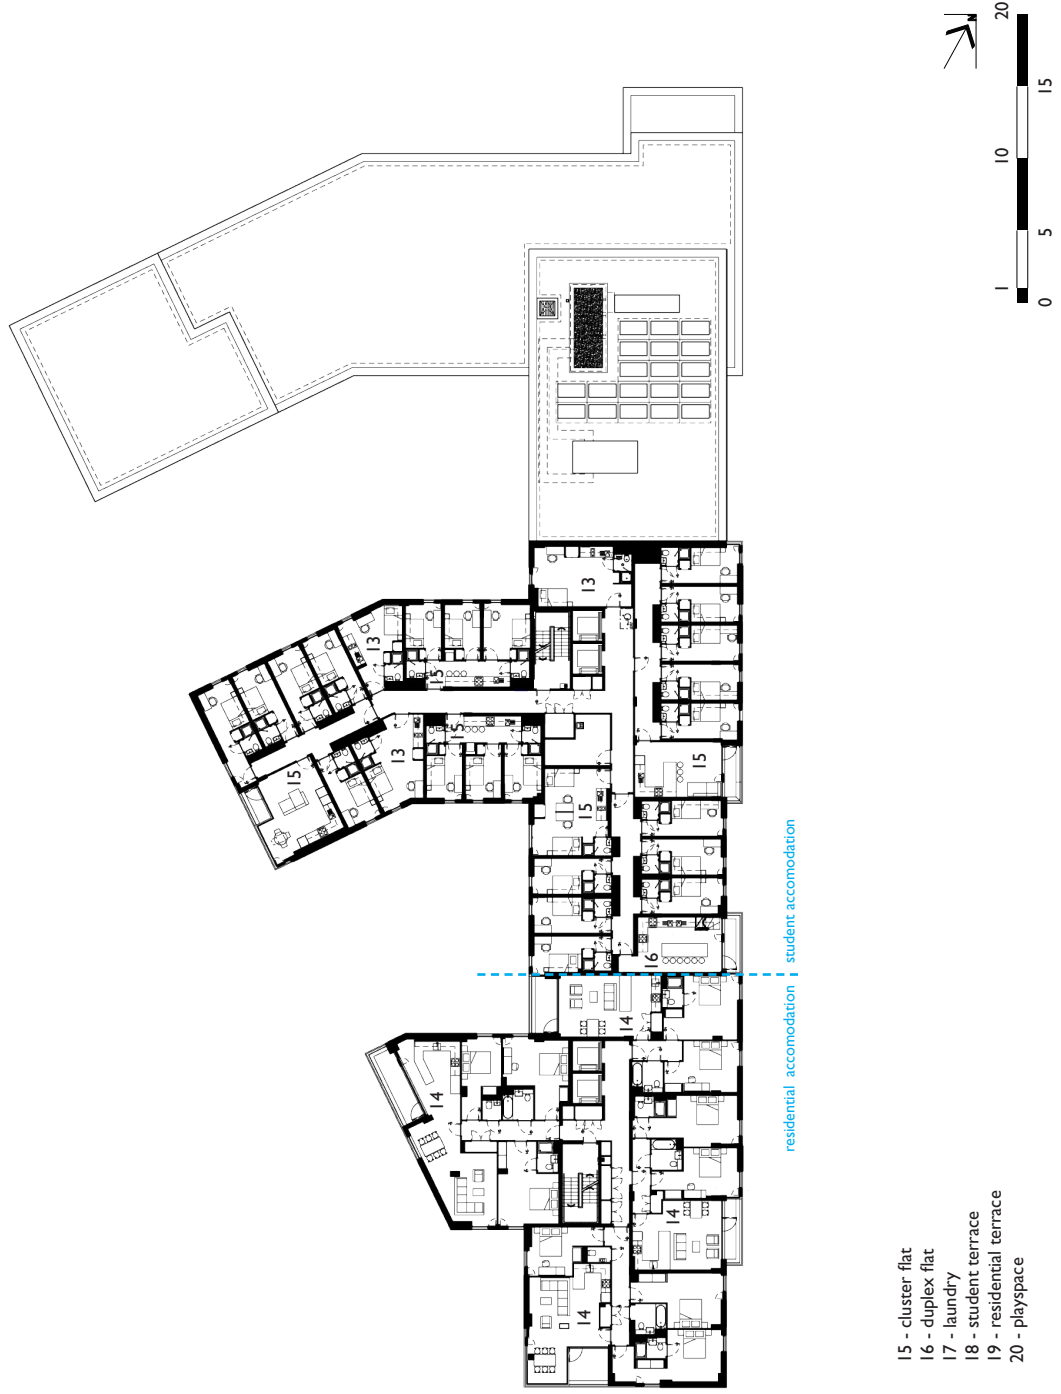 N
0 1 5 10 15 20
13
13
15
13
15
15
15
15
16
14
14
14
14
residential accomodation student accomodation
15 - cluster flat
16 - duplex flat
17 - laundry
18 - student terrace
19 - residential terrace
20 - playspace